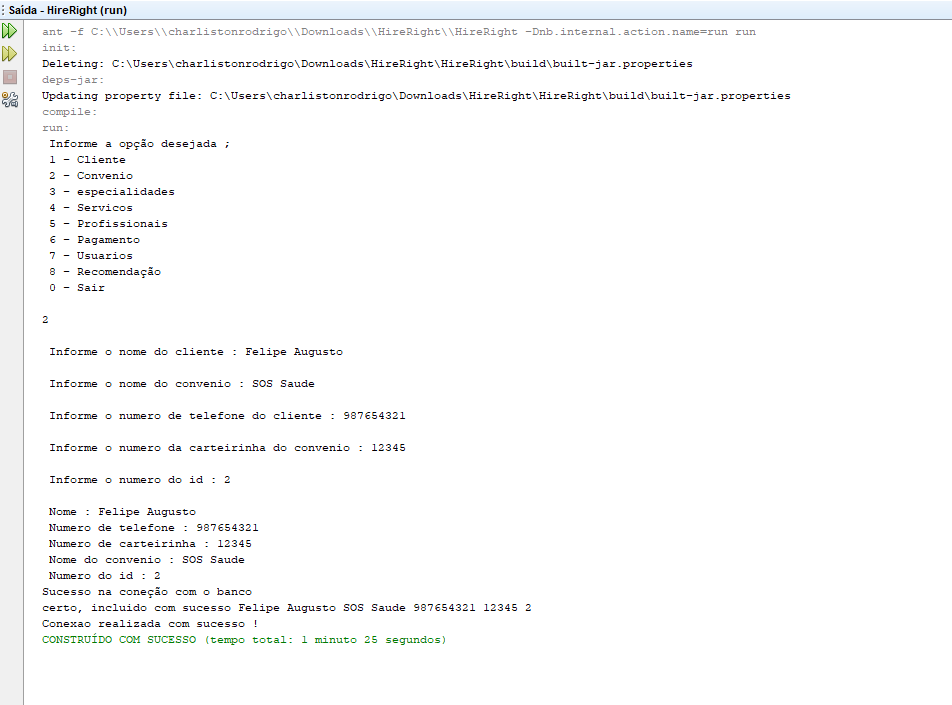 Saída - HireRight (run)
ant -f C:\\Users\\charlistonrodrigo\\Downloads\\HireRight\\HireRight -Dnb.internal.action.name=run run
init:
Deleting: C:\Users\charlistonrodrigo\Downloads\HireRight\HireRight\build\built-jar.properties
deps-jar:
Updating property file: C:\Users\charlistonrodrigo\Downloads\HireRight\HireRight\build\built-jar.properties
compile:
run:
Informe a opção desejada ;
1 - Cliente
2 - Convenio
3 - especialidades
4 - Servicos
5 - Profissionais
6 - Pagamento
7 - Usuarios
8 - Recomendação
0 - Sair
2
Informe o nome do cliente : Felipe Augusto
Informe o nome do convenio : SOS Saude
Informe o numero de telefone do cliente : 987654321
Informe o numero da carteirinha do convenio : 12345
Informe o numero do id : 2
Nome : Felipe Augusto
Numero de telefone : 987654321
Numero de carteirinha : 12345
Nome do convenio : SOS Saude
Numero do id : 2
Sucesso na coneção com o banco
certo, incluido com sucesso Felipe Augusto SOS Saude 987654321 12345 2
Conexao realizada com sucesso !
CONSTRUÍDO COM SUCESSO (tempo total: 1 minuto 25 segundos)